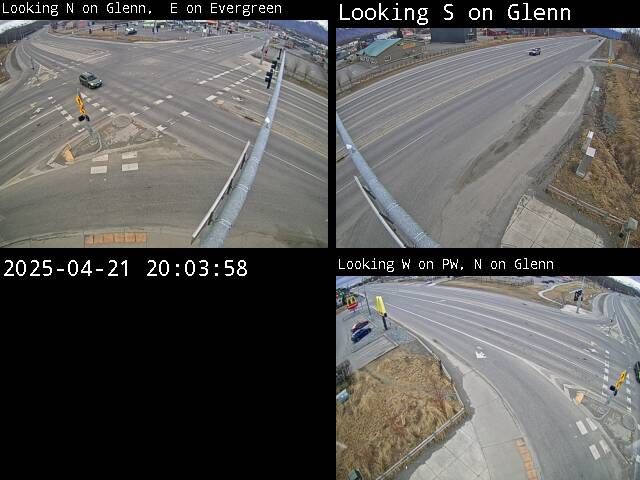 Looking N on Glenn,  E on Evergreen
Looking S on Glenn
2025-04-21 20:03:58
Looking W on PW, N on Glenn